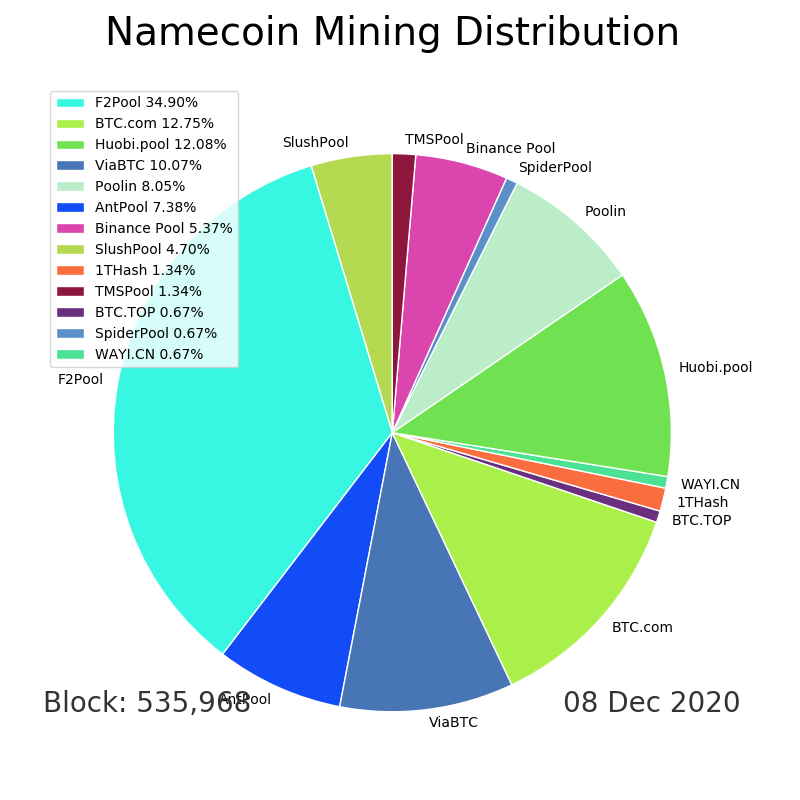 Namecoin Mining Distribution
F2Pool 34.90%
BTC.com 12.75%
Huobi.pool 12.08%
ViaBTC 10.07%
Poolin 8.05%
AntPool 7.38%
Binance Pool 5.37%
SlushPool 4.70%
1THash 1.34%
TMSPool 1.34%
BTC.TOP 0.67%
SpiderPool 0.67%
WAYI.CN 0.67%
SlushPool
TMSPool
Binance Pool
SpiderPool
Poolin
Huobi.pool
F2Pool
WAYI.CN
1THash
BTC.TOP
BTC.com
AntPool
ViaBTC
Block: 535,968
08 Dec 2020